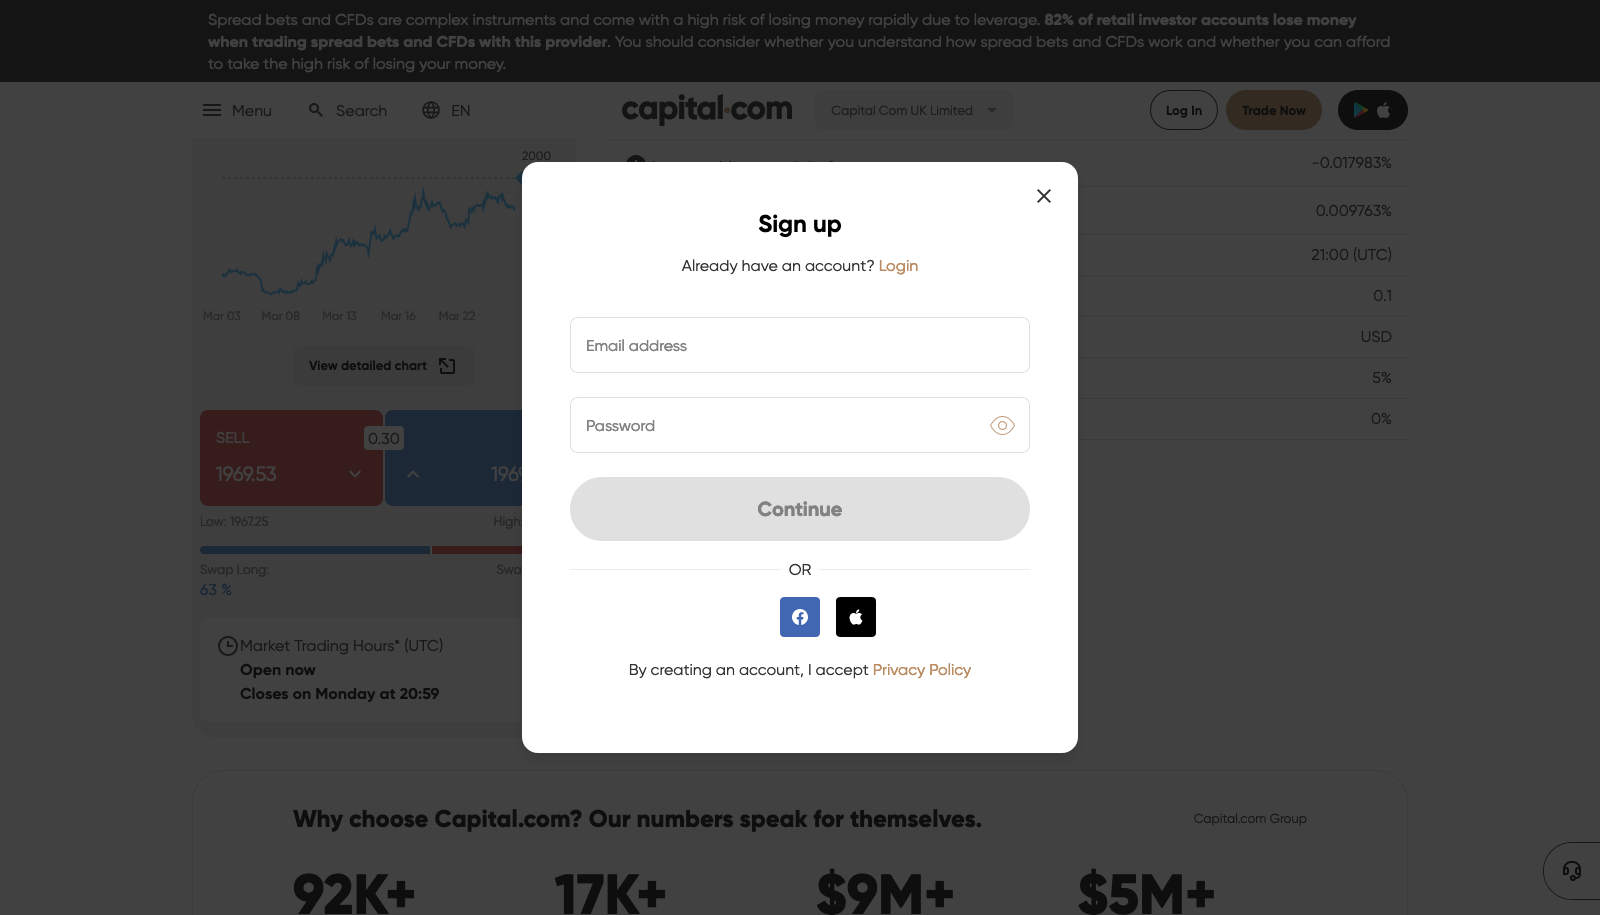 Spread bets and CFDs are complex instruments and come with a high risk of losing money rapidly due to leverage. 82% of retail investor accounts lose money
when trading spread bets and CFDs with this provider. You should consider whether you understand how spread bets and CFDs work and whether you can afford
to take the high risk of losing your money.
Menu
Search
EN
capital.com
Capital Com UK Limited
Log In
Trade Now
2000
Mar 03 Mar 08 Mar 13 Mar 16 Mar 22
View detailed chart
SELL
0.30
1969.53
Low: 1967.25
High:
Swap Long:
63 %
Market Trading Hours* (UTC)
Open now
Closes on Monday at 20:59
-0.017983%
0.009763%
21:00 (UTC)
0.1
USD
5%
0%
Sign up
Already have an account? Login
Email address
Password
Continue
OR
By creating an account, I accept Privacy Policy
Why choose Capital.com? Our numbers speak for themselves.
Capital.com Group
92K+ 17K+ $9M+ $5M+